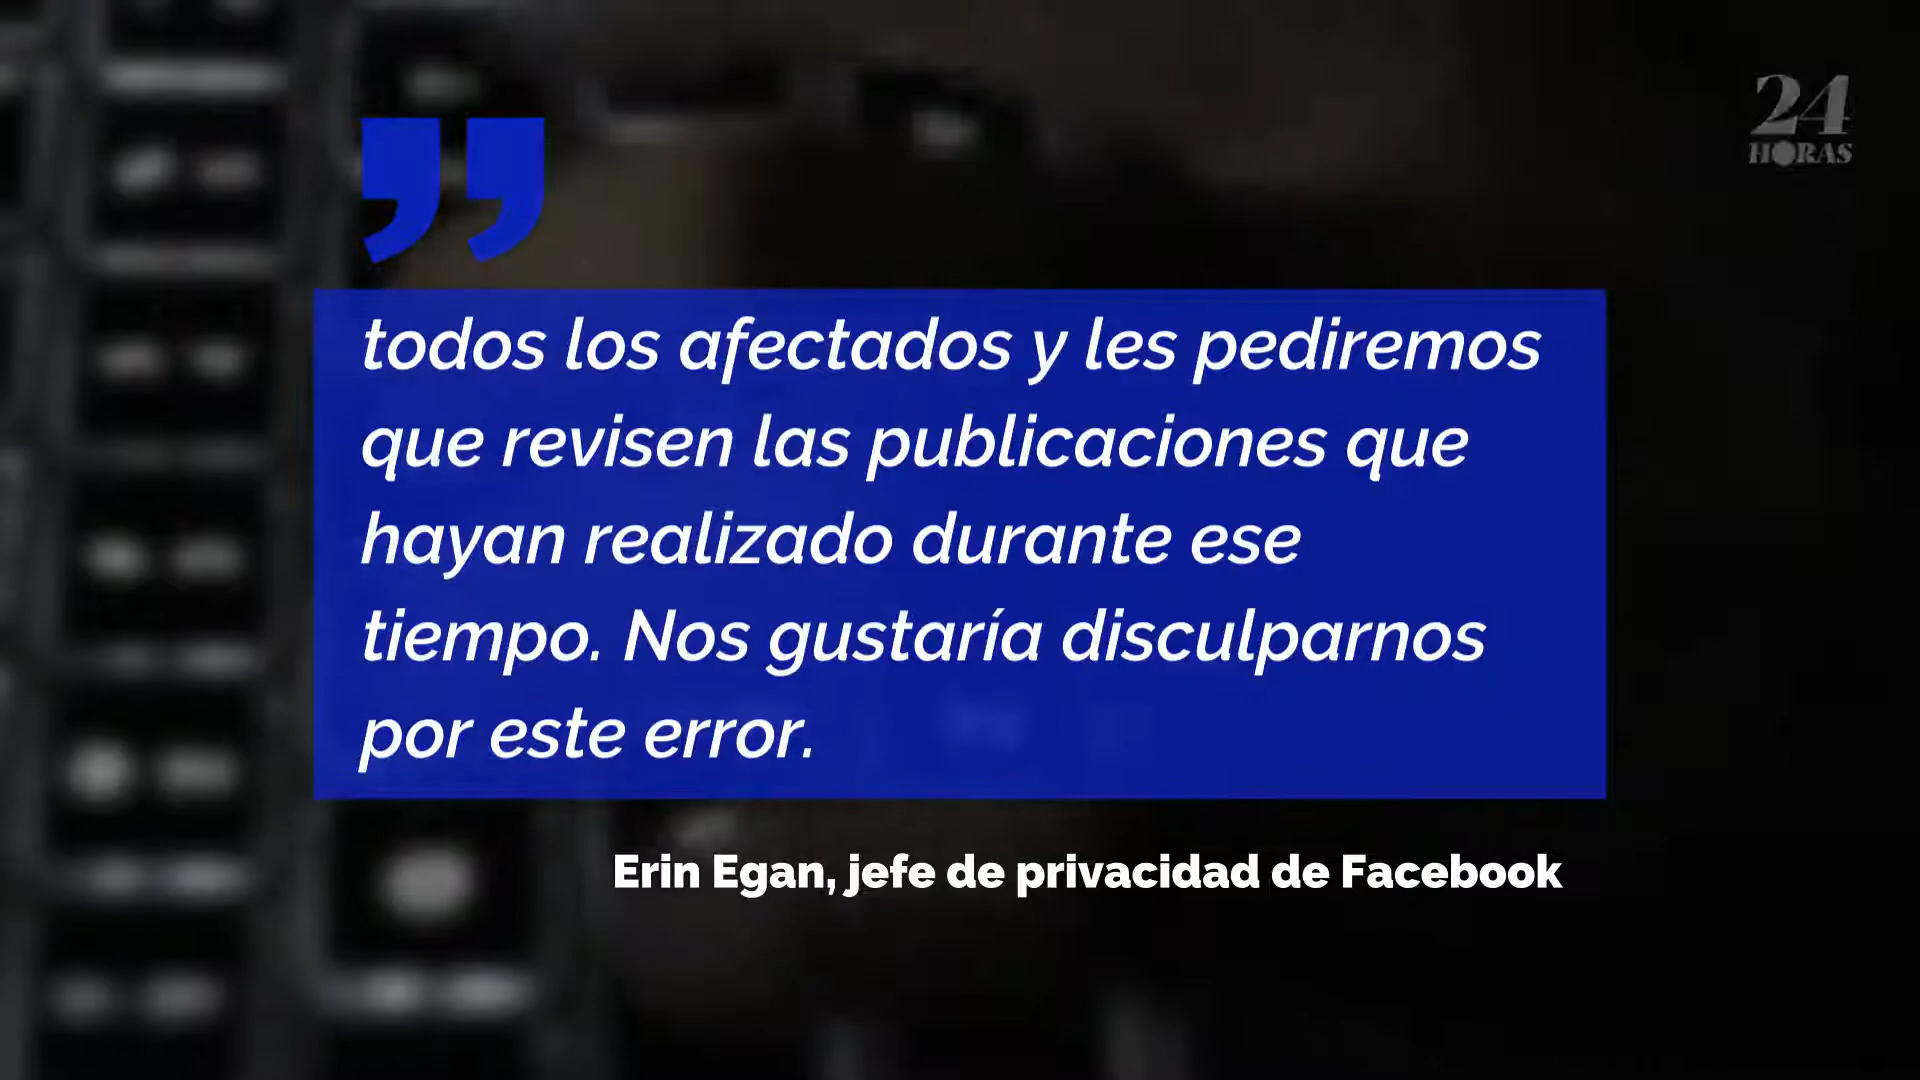 24
HORAS
todos los afectados y les pediremos
que revisen las publicaciones que
hayan realizado durante ese
tiempo. Nos gustaría disculparnos
por este error.
Erin Egan, jefe de privacidad de Facebook